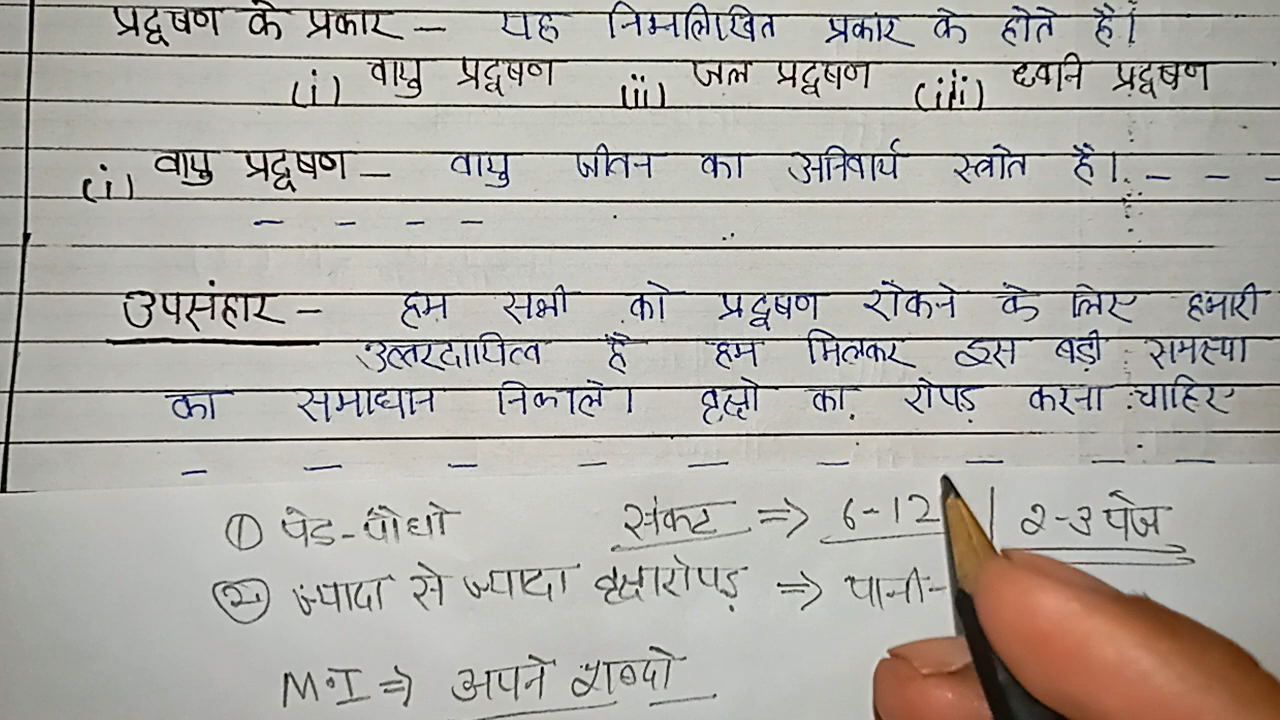 प्रदूषण के प्रकार – यह निम्नलिखित प्रकार के होते है।
(i) वायु प्रदूषण (ii) जल प्रदूषण (iii) ध्वनि प्रदूषण
(i) वायु प्रदूषण – वायु जीवन का अनिवार्य स्त्रोत है। – – –
– – – –
उपसंहार – हम सभी को प्रदूषण रोकने के लिए हमारी
उत्तरदायित्व है हम मिलकर इस बड़ी समस्या
का समाधान निकाले। वृक्षो का रोपड़ करना चाहिए
– – – – – – – – –
① पेड-पौधो संकट ⇒ 6-12 | 2-3 पेज
② ज्यादा से ज्यादा वृक्षारोपड़ ⇒ पानी-
M.I ⇒ अपने शब्दो